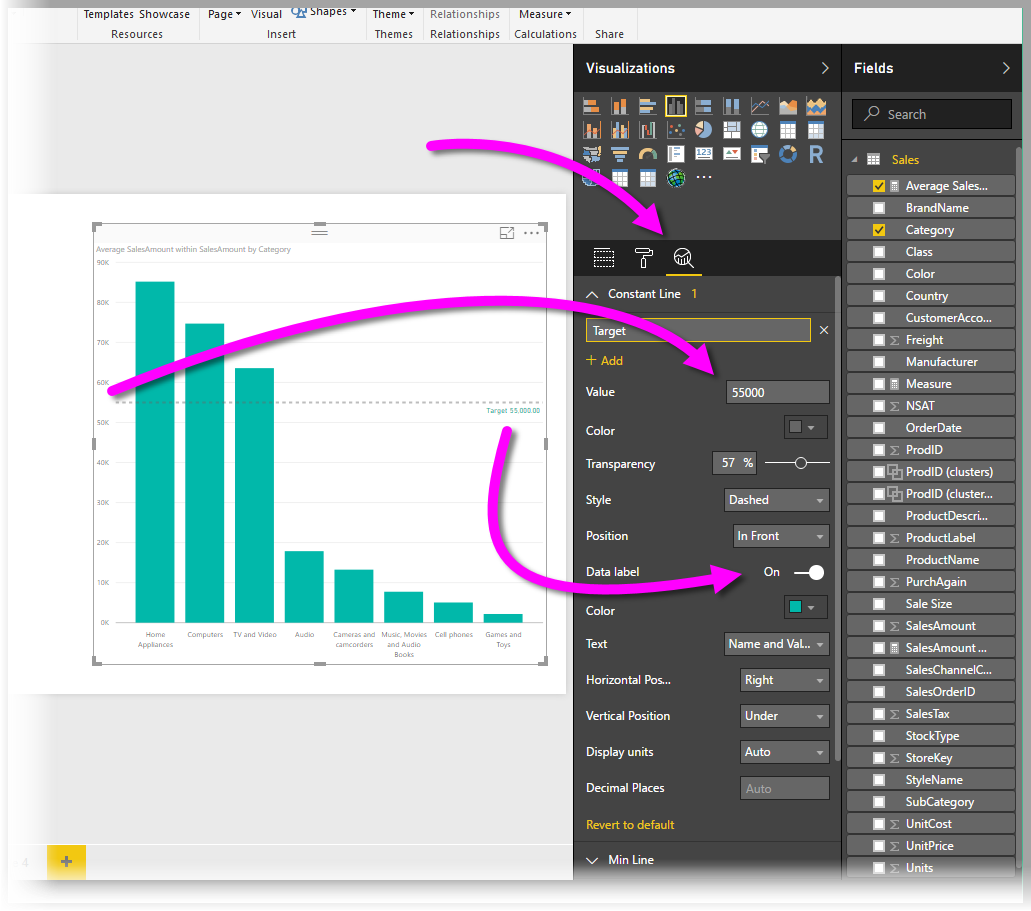 Templates Showcase
Page Visual Shapes
Theme
Relationships
Measure
Resources
Insert
Themes
Relationships
Calculations
Share
Average SalesAmount within SalesAmount by Category
90K
80K
70K
60K
50K
40K
30K
20K
10K
0K
Target 55,000.00
Home
Appliances
Computers
TV and Video
Audio
Cameras and
camcorders
Music, Movies
and Audio
Books
Cell phones
Games and
Toys
4
+
Visualizations
123
R
Constant Line 1
Target
+ Add
Value 55000
Color
Transparency 57 %
Style Dashed
Position In Front
Data label On
Color
Text Name and Val...
Horizontal Pos... Right
Vertical Position Under
Display units Auto
Decimal Places Auto
Revert to default
Min Line
Fields
Search
Sales
Average Sales...
BrandName
Category
Class
Color
Country
CustomerAcco...
Σ Freight
Manufacturer
Measure
Σ NSAT
OrderDate
Σ ProdID
ProdID (clusters)
ProdID (cluster...
ProductDescri...
Σ ProductLabel
ProductName
Σ PurchAgain
Sale Size
Σ SalesAmount
SalesAmount ...
SalesChannelC...
SalesOrderID
Σ SalesTax
StockType
Σ StoreKey
StyleName
SubCategory
Σ UnitCost
Σ UnitPrice
Σ Units